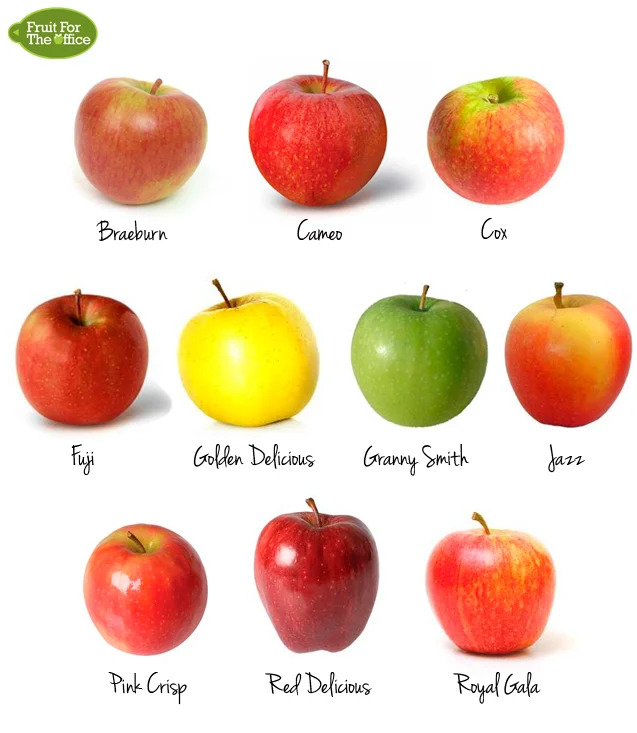 Fruit For
The Office
Braeburn
Cameo
Cox
Fuji
Golden Delicious
Granny Smith
Jazz
Pink Crisp
Red Delicious
Royal Gala